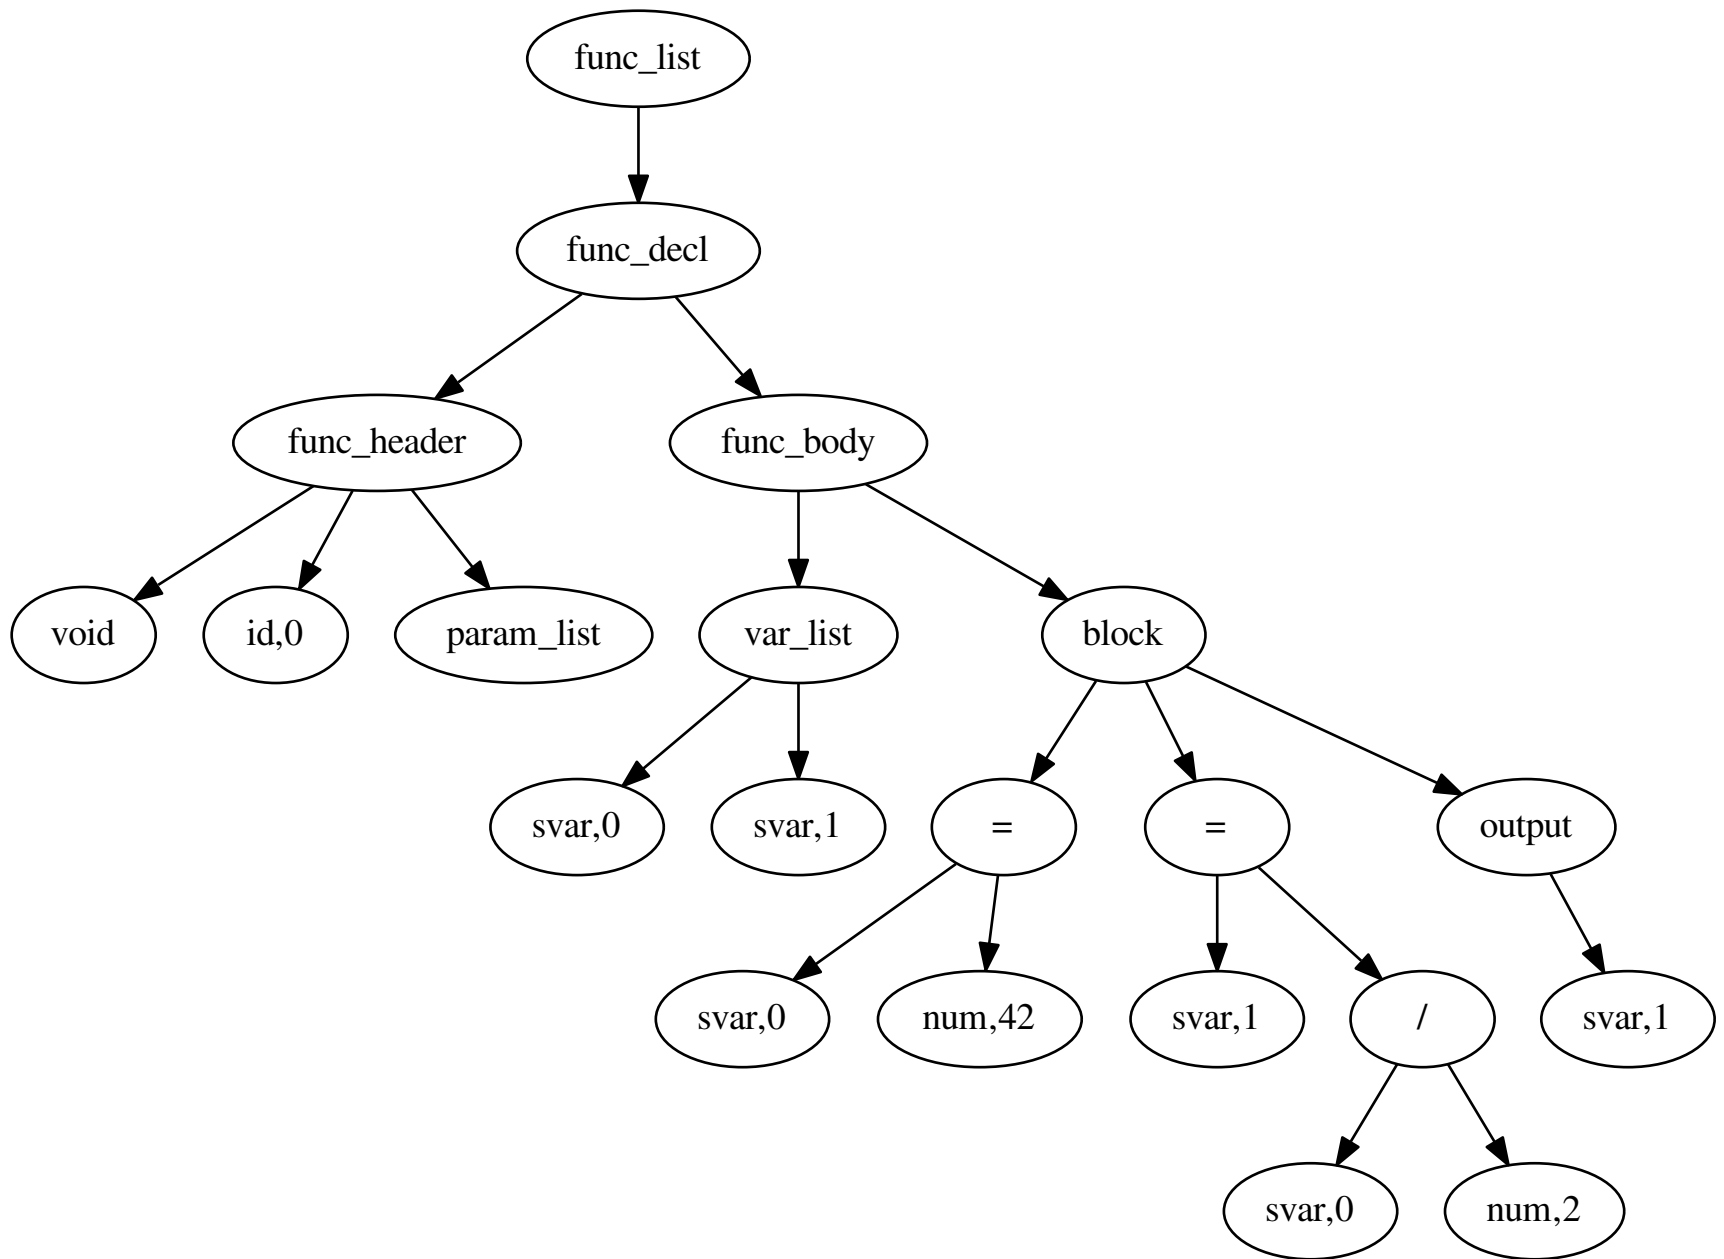 func_list
func_decl
func_header
func_body
void
id,0
param_list
var_list
block
svar,0
svar,1
=
=
output
svar,0
num,42
svar,1
/
svar,1
svar,0
num,2